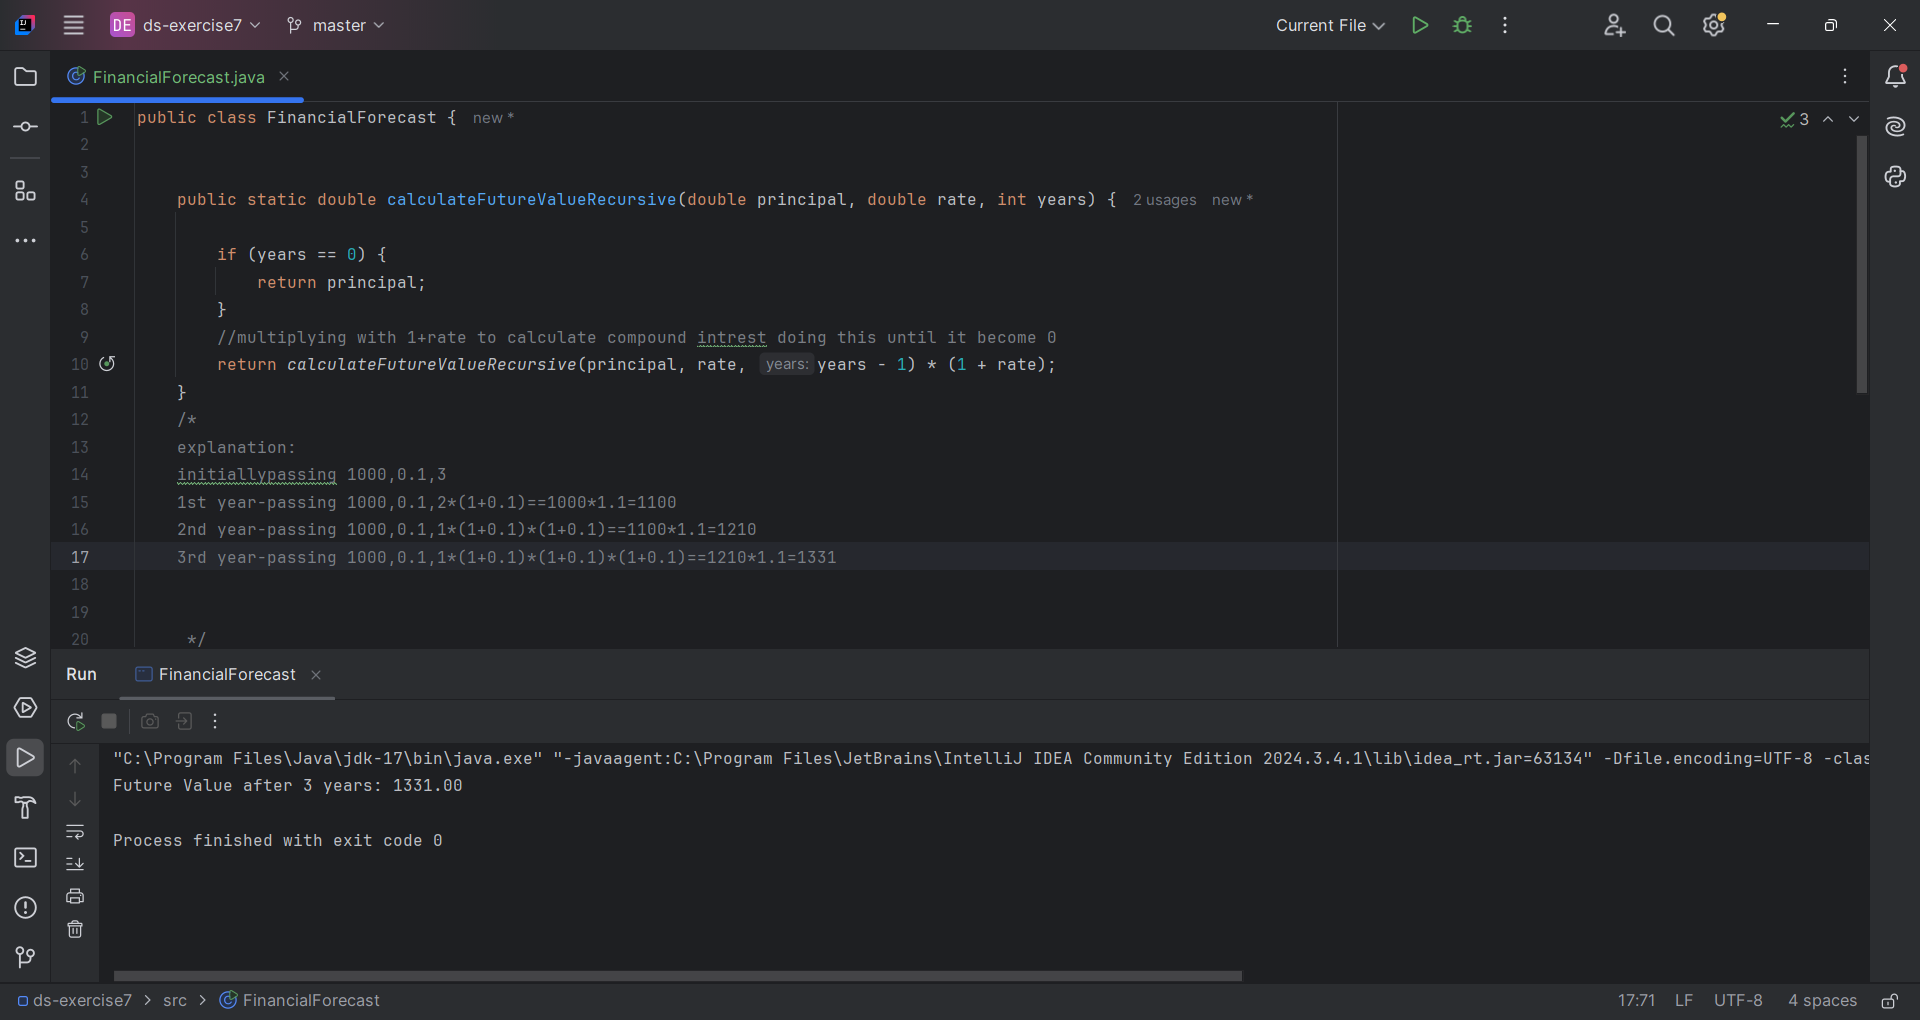 DE ds-exercise7 master Current File
FinancialForecast.java
1 public class FinancialForecast { new *
3
2
3
4 public static double calculateFutureValueRecursive(double principal, double rate, int years) { 2 usages new *
5
6 if (years == 0) {
7 return principal;
8 }
9 //multiplying with 1+rate to calculate compound intrest doing this until it become 0
10 return calculateFutureValueRecursive(principal, rate, years: years - 1) * (1 + rate);
11 }
12 /*
13 explanation:
14 initiallypassing 1000,0.1,3
15 1st year-passing 1000,0.1,2*(1+0.1)==1000*1.1=1100
16 2nd year-passing 1000,0.1,1*(1+0.1)*(1+0.1)==1100*1.1=1210
17 3rd year-passing 1000,0.1,1*(1+0.1)*(1+0.1)*(1+0.1)==1210*1.1=1331
18
19
20 */
Run FinancialForecast
"C:\Program Files\Java\jdk-17\bin\java.exe" "-javaagent:C:\Program Files\JetBrains\IntelliJ IDEA Community Edition 2024.3.4.1\lib\idea_rt.jar=63134" -Dfile.encoding=UTF-8 -clas
Future Value after 3 years: 1331.00
Process finished with exit code 0
ds-exercise7 > src > FinancialForecast 17:71 LF UTF-8 4 spaces